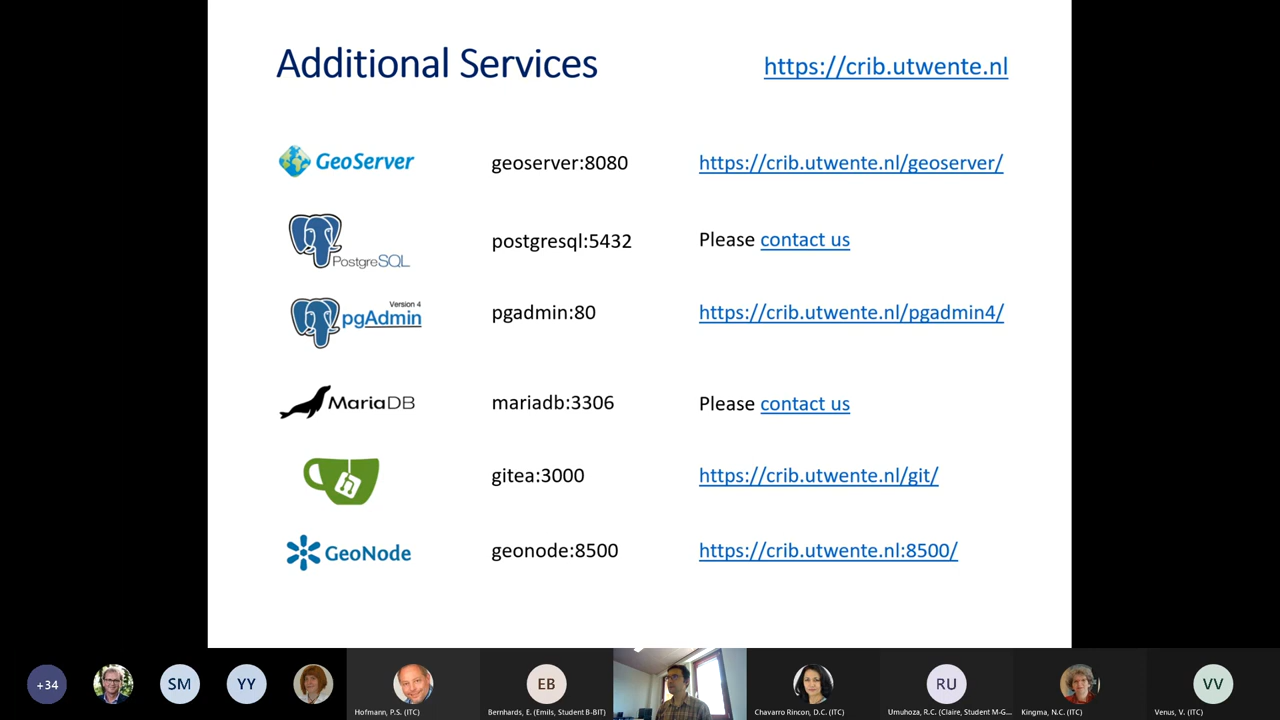 Additional Services
https://crib.utwente.nl
GeoServer
geoserver:8080
https://crib.utwente.nl/geoserver/
PostgreSQL
postgresql:5432
Please contact us
Version 4
pgAdmin
pgadmin:80
https://crib.utwente.nl/pgadmin4/
MariaDB
mariadb:3306
Please contact us
gitea:3000
https://crib.utwente.nl/git/
GeoNode
geonode:8500
https://crib.utwente.nl:8500/
+34
SM
YY
Hofmann, P.S. (ITC)
EB
Bernhards, E. (Emils, Student B-BIT)
Chavarro Rincon, D.C. (ITC)
RU
Umuhoza, R.C. (Claire, Student M-G...
Kingma, N.C. (ITC)
VV
Venus, V. (ITC)